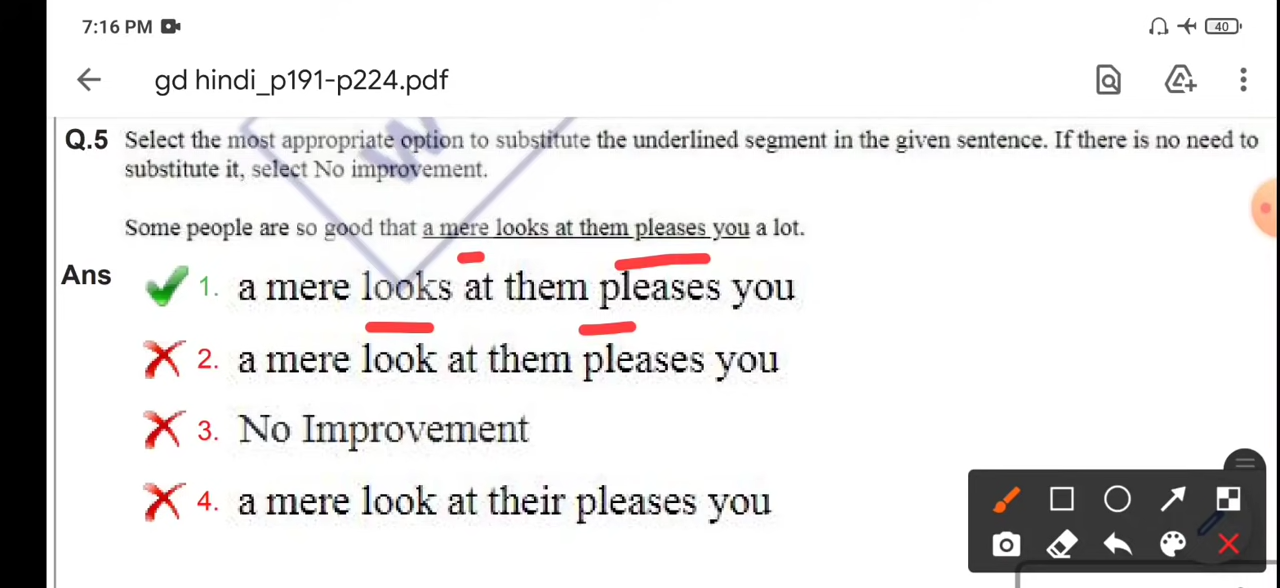 7:16 PM
40
gd hindi_p191-p224.pdf
Q.5 Select the most appropriate option to substitute the underlined segment in the given sentence. If there is no need to
substitute it, select No improvement.
Some people are so good that a mere looks at them pleases you a lot.
Ans 1. a mere looks at them pleases you
2. a mere look at them pleases you
3. No Improvement
4. a mere look at their pleases you